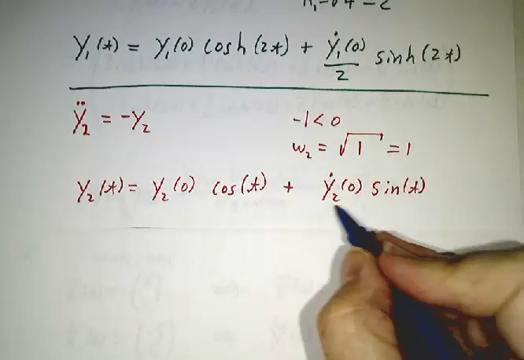 Y₁(t) = Y₁(0) cosh(2t) + Ẏ₁(0)/2 sinh(2t)
Ÿ₂ = -Y₂ -1 < 0
ω₂ = √1 = 1
Y₂(t) = Y₂(0) cos(t) + Ẏ₂(0) sin(t)